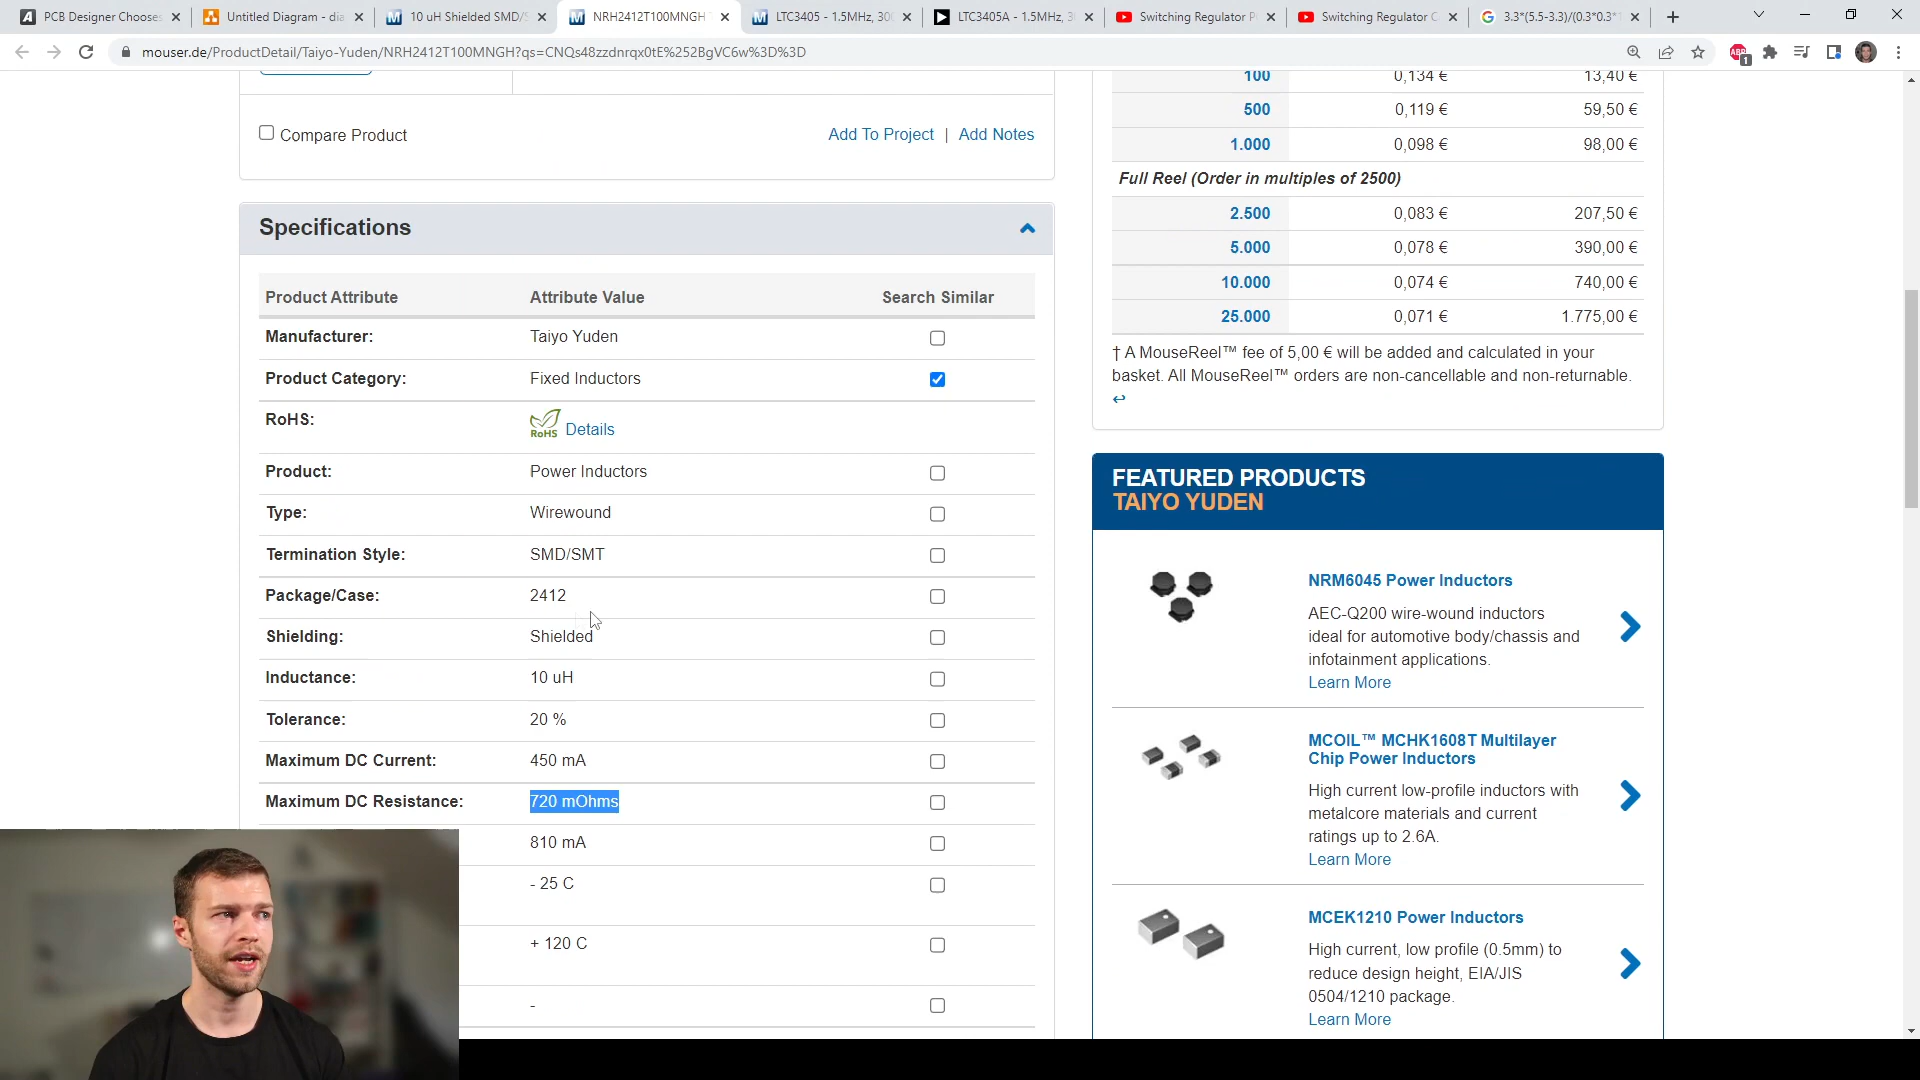 PCB Designer Chooses
Untitled Diagram - dia
10 uH Shielded SMD/S
NRH2412T100MNGH
LTC3405 - 1.5MHz, 300
LTC3405A - 1.5MHz, 3
Switching Regulator P
Switching Regulator C
3.3*(5.5-3.3)/(0.3*0.3*
mouser.de/ProductDetail/Taiyo-Yuden/NRH2412T100MNGH?qs=CNQs48zzdnrqx0tE%252BgVC6w%3D%3D
Compare Product
Add To Project | Add Notes
Specifications
Product Attribute Attribute Value Search Similar
Manufacturer: Taiyo Yuden
Product Category: Fixed Inductors
RoHS: RoHS Details
Product: Power Inductors
Type: Wirewound
Termination Style: SMD/SMT
Package/Case: 2412
Shielding: Shielded
Inductance: 10 uH
Tolerance: 20 %
Maximum DC Current: 450 mA
Maximum DC Resistance: 720 mOhms
810 mA
- 25 C
+ 120 C
-
100 0,134 € 13,40 €
500 0,119 € 59,50 €
1.000 0,098 € 98,00 €
Full Reel (Order in multiples of 2500)
2.500 0,083 € 207,50 €
5.000 0,078 € 390,00 €
10.000 0,074 € 740,00 €
25.000 0,071 € 1.775,00 €
† A MouseReel™ fee of 5,00 € will be added and calculated in your
basket. All MouseReel™ orders are non-cancellable and non-returnable.
↩
FEATURED PRODUCTS
TAIYO YUDEN
NRM6045 Power Inductors
AEC-Q200 wire-wound inductors
ideal for automotive body/chassis and
infotainment applications.
Learn More
MCOIL™ MCHK1608T Multilayer
Chip Power Inductors
High current low-profile inductors with
metalcore materials and current
ratings up to 2.6A.
Learn More
MCEK1210 Power Inductors
High current, low profile (0.5mm) to
reduce design height, EIA/JIS
0504/1210 package.
Learn More